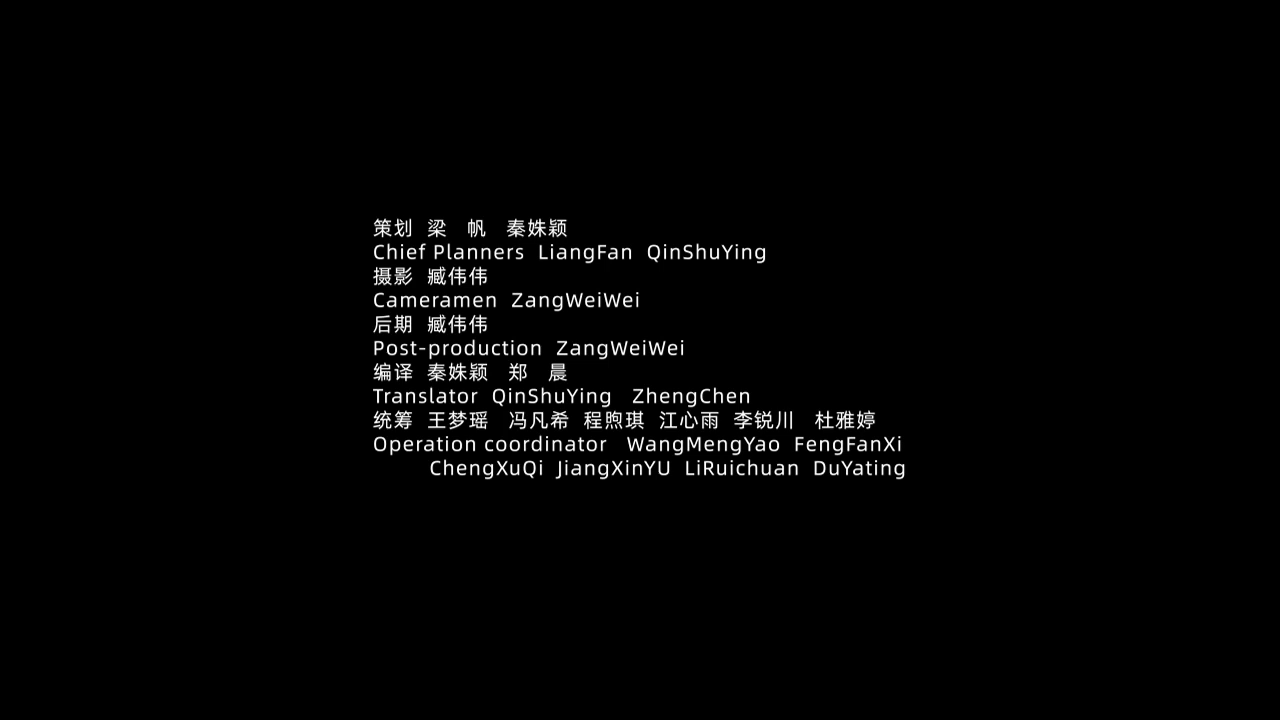 策划 梁 帆 秦姝颖
Chief Planners LiangFan QinShuYing
摄影 臧伟伟
Cameramen ZangWeiWei
后期 臧伟伟
Post-production ZangWeiWei
编译 秦姝颖 郑 晨
Translator QinShuYing ZhengChen
统筹 王梦瑶 冯凡希 程煦琪 江心雨 李锐川 杜雅婷
Operation coordinator WangMengYao FengFanXi
ChengXuQi JiangXinYU LiRuichuan DuYating